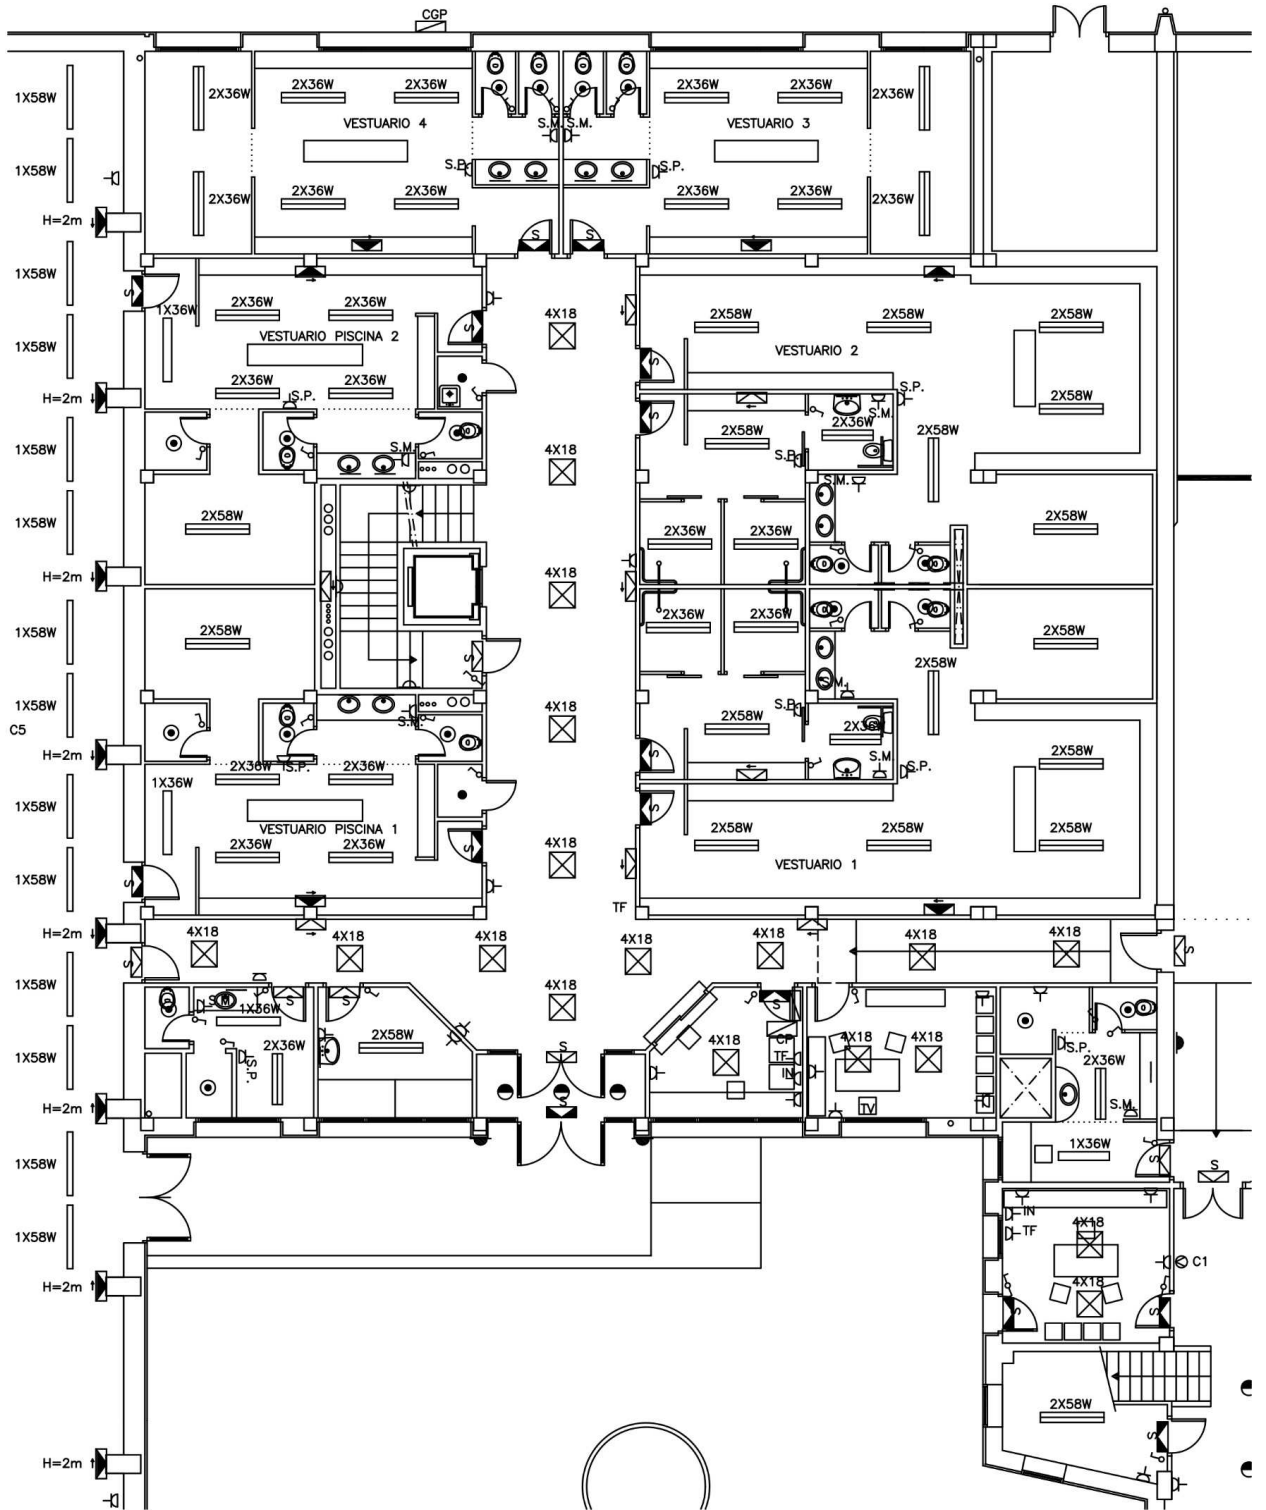 CGP
1X58W
2X36W
2X36W
2X36W
2X36W
2X36W
2X36W
VESTUARIO 4
S.M.
S.M.
VESTUARIO 3
1X58W
S.P.
S.P.
2X36W
2X36W
2X36W
2X36W
2X36W
2X36W
H=2m
S
S
1X58W
S
1X36W
2X36W
2X36W
4X18
2X58W
2X58W
2X58W
VESTUARIO PISCINA 2
S
1X58W
VESTUARIO 2
S
2X36W
2X36W
S.P.
S.P.
H=2m
2X58W
S
S.M.
2X36W
2X58W
2X58W
1X58W
S.M.
4X18
S.P.
S.M.
1X58W
2X58W
2X58W
2X36W
2X36W
H=2m
4X18
2X36W
2X36W
1X58W
2X58W
2X58W
S
2X58W
S.M.
1X58W
S.P.
C5
S.P.
4X18
2X58W
2X36W
H=2m
S
2X58W
S.M.
S.P.
2X36W
2X36W
S.P.
1X36W
1X58W
S
VESTUARIO PISCINA 1
2X58W
2X58W
2X58W
2X36W
2X36W
S
4X18
VESTUARIO 1
1X58W
S
TF
H=2m
4X18
4X18
4X18
4X18
4X18
4X18
4X18
S
S
1X58W
4X18
S.M.
S
S
S
1X36W
2X58W
4X18
CP
4X18
4X18
1X58W
2X36W
S.P.
S
TF
S.P.
2X36W
IN
H=2m
S
TV
S.M.
1X58W
1X36W
S
S
IN
1X58W
TF
4X18
C1
H=2m
4X18
S
S
2X58W
S
H=2m